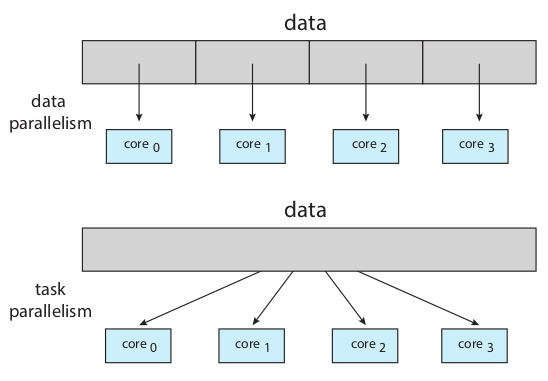 data
data
parallelism
core 0
core 1
core 2
core 3
data
task
parallelism
core 0
core 1
core 2
core 3